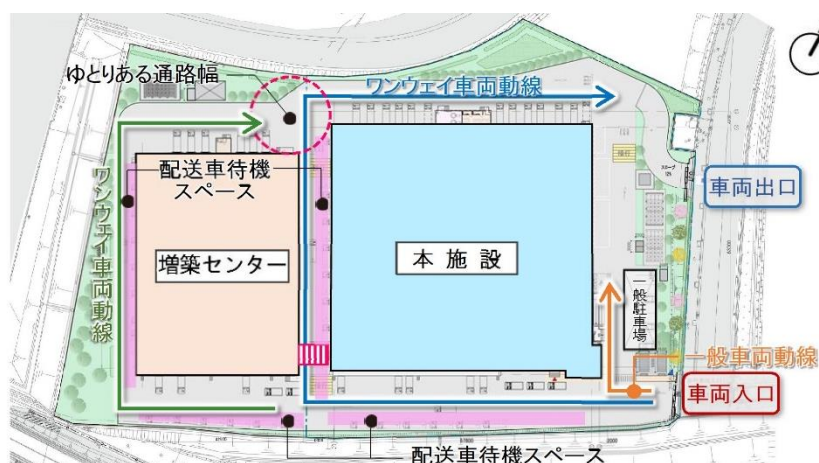 ゆとりある通路幅
ワンウェイ車両動線
配送車待機
スペース
ワンウェイ車両動線
車両出口
増築センター
本施設
一般駐車場
一般車両動線
車両入口
配送車待機スペース